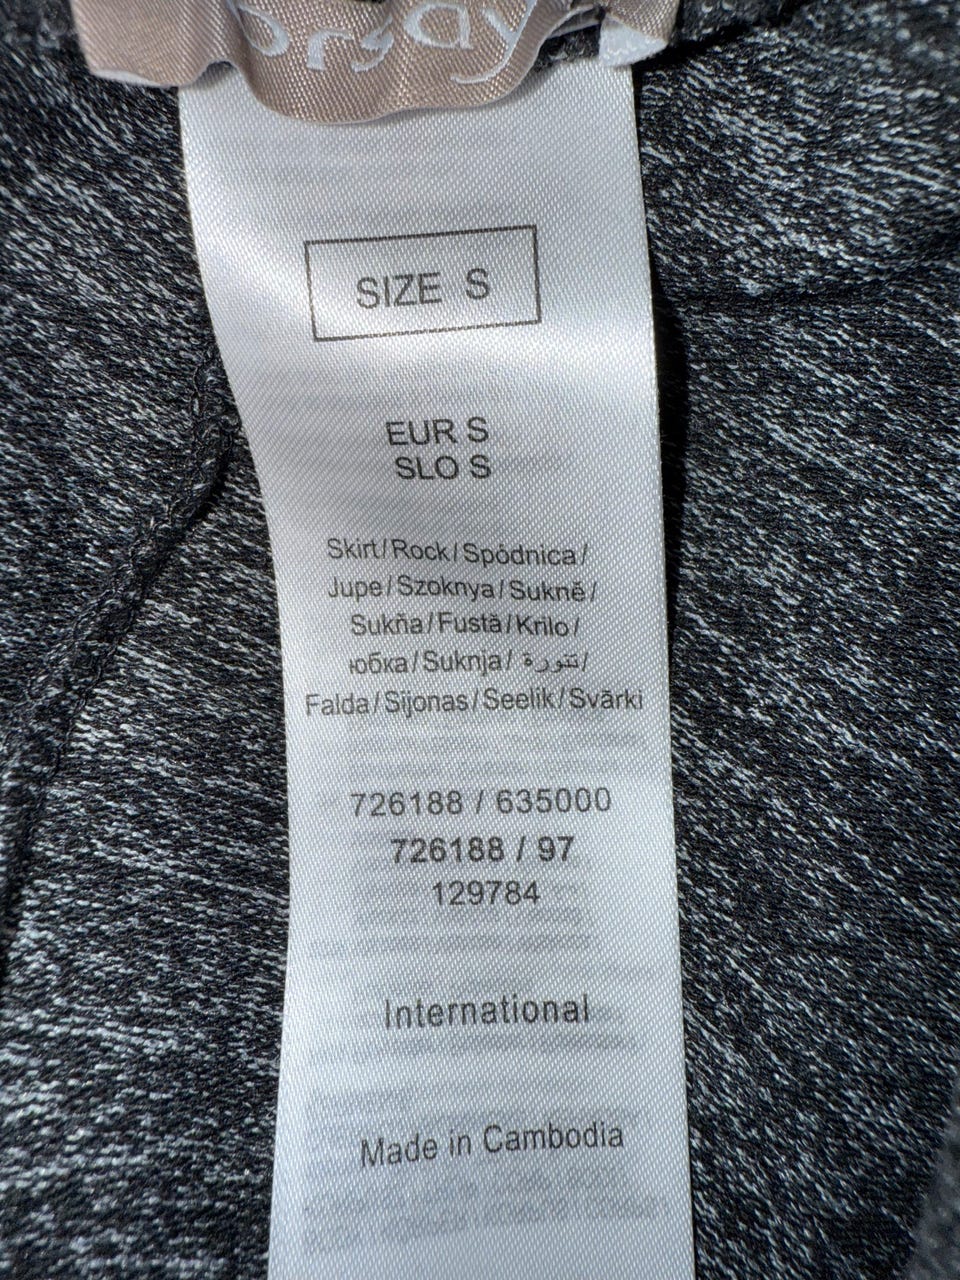 orsay
SIZE S
EUR S
SLO S
Skirt/Rock/Spódnica/
Jupe/Szoknya/Sukně/
Sukňa/Fustă/Krilo/
юбка/Suknja/تنورة/
Falda/Sijonas/Seelik/Svārki
726188 / 635000
726188 / 97
129784
International
Made in Cambodia